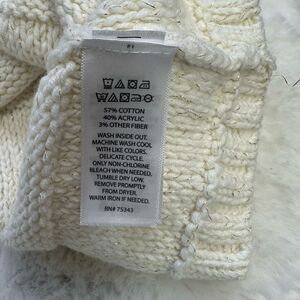 57% COTTON
40% ACRYLIC
3% OTHER FIBER
WASH INSIDE OUT.
MACHINE WASH COOL
WITH LIKE COLORS.
DELICATE CYCLE.
ONLY NON-CHLORINE
BLEACH WHEN NEEDED.
TUMBLE DRY LOW.
REMOVE PROMPTLY
FROM DRYER.
WARM IRON IF NEEDED.
RN# 75343